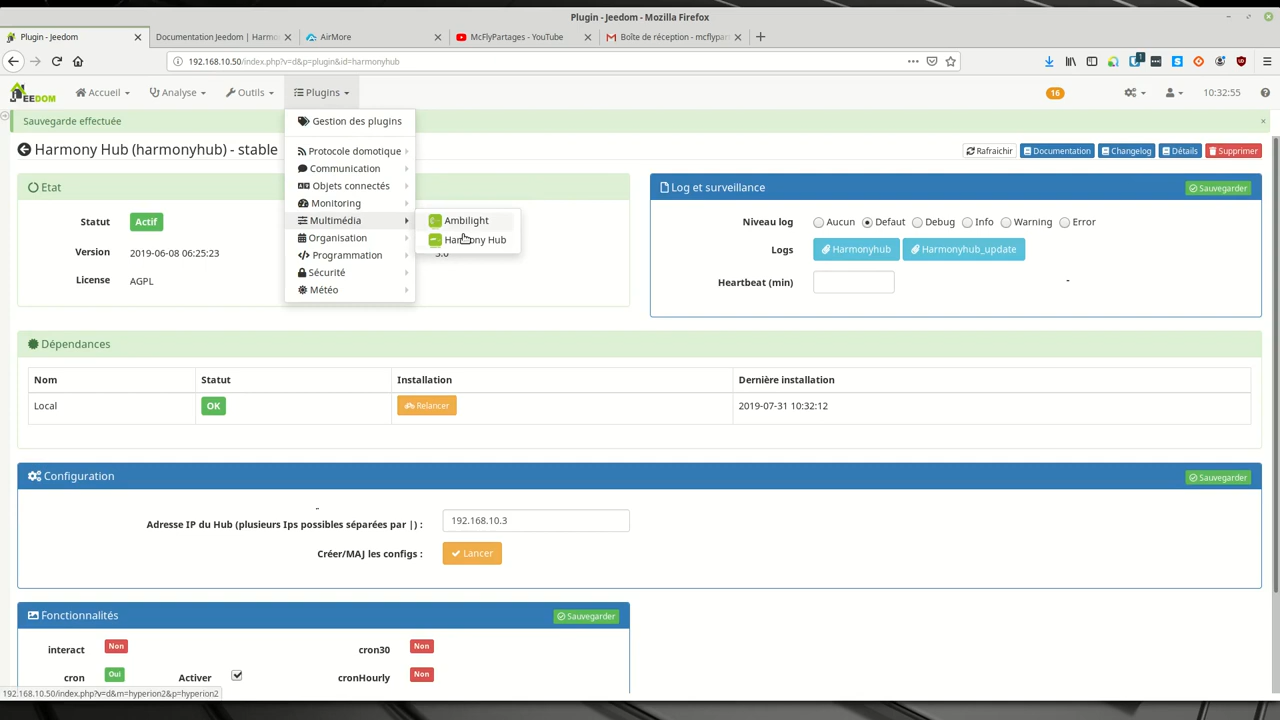 Plugin - Jeedom - Mozilla Firefox
Plugin - Jeedom
Documentation Jeedom | Harmo
AirMore
McFlyPartages - YouTube
Boîte de réception - mcflypart
192.168.10.50/index.php?v=d&p=plugin&id=harmonyhub
1
JEEDOM
Accueil
Analyse
Outils
Plugins
16
10:32:55
Sauvegarde effectuée
Gestion des plugins
Protocole domotique
Communication
Objets connectés
Monitoring
Multimédia
Organisation
Programmation
Sécurité
Météo
Ambilight
Harmony Hub
Harmony Hub (harmonyhub) - stable
Rafraichir
Documentation
Changelog
Détails
Supprimer
Etat
Statut
Actif
Version
2019-06-08 06:25:23
3.0
License
AGPL
Log et surveillance
Sauvegarder
Niveau log
Aucun
Defaut
Debug
Info
Warning
Error
Logs
Harmonyhub
Harmonyhub_update
Heartbeat (min)
-
Dépendances
Nom
Statut
Installation
Dernière installation
Local
OK
Relancer
2019-07-31 10:32:12
Configuration
Sauvegarder
-
Adresse IP du Hub (plusieurs Ips possibles séparées par |) :
192.168.10.3
Créer/MAJ les configs :
Lancer
Fonctionnalités
Sauvegarder
interact
Non
cron30
Non
cron
Oui
Activer
cronHourly
Non
192.168.10.50/index.php?v=d&m=hyperion2&p=hyperion2